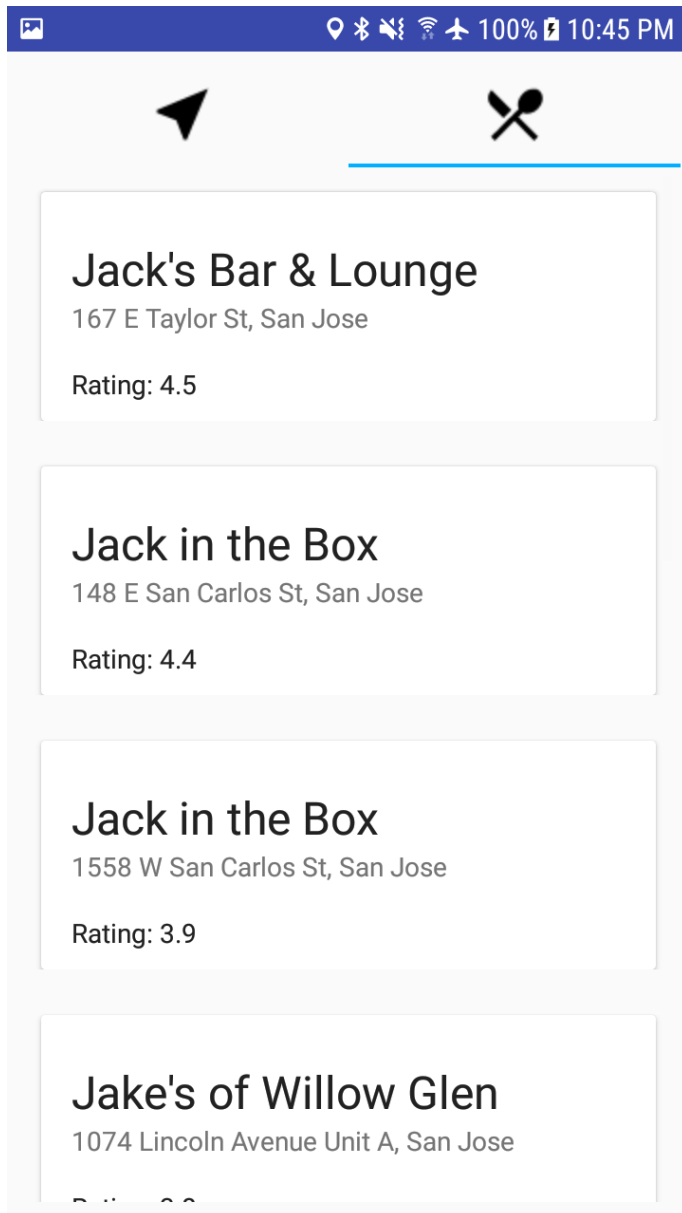 100% 10:45 PM
Jack's Bar & Lounge
167 E Taylor St, San Jose
Rating: 4.5
Jack in the Box
148 E San Carlos St, San Jose
Rating: 4.4
Jack in the Box
1558 W San Carlos St, San Jose
Rating: 3.9
Jake's of Willow Glen
1074 Lincoln Avenue Unit A, San Jose